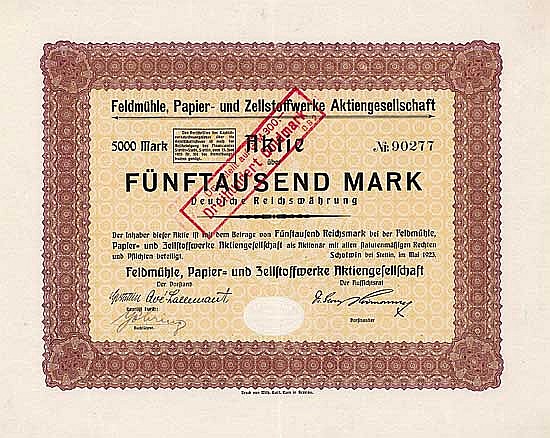 Feldmühle, Papier- und Zellstoffwerke Aktiengesellschaft
5000 Mark
Aktie
№ 90277
über
FÜNFTAUSEND MARK
Deutsche Reichswährung
Dreihundert Goldmark
Der Inhaber dieser Aktie ist mit dem Betrage von Fünftausend Reichsmark bei der Feldmühle,
Papier- und Zellstoffwerke Aktiengesellschaft als Aktionär mit allen statutenmäßigen Rechten
und Pflichten beteiligt.
Scholwin bei Stettin, im Mai 1923.
Feldmühle, Papier- und Zellstoffwerke Aktiengesellschaft
Der Vorstand
Der Aufsichtsrat
Vorsitzender